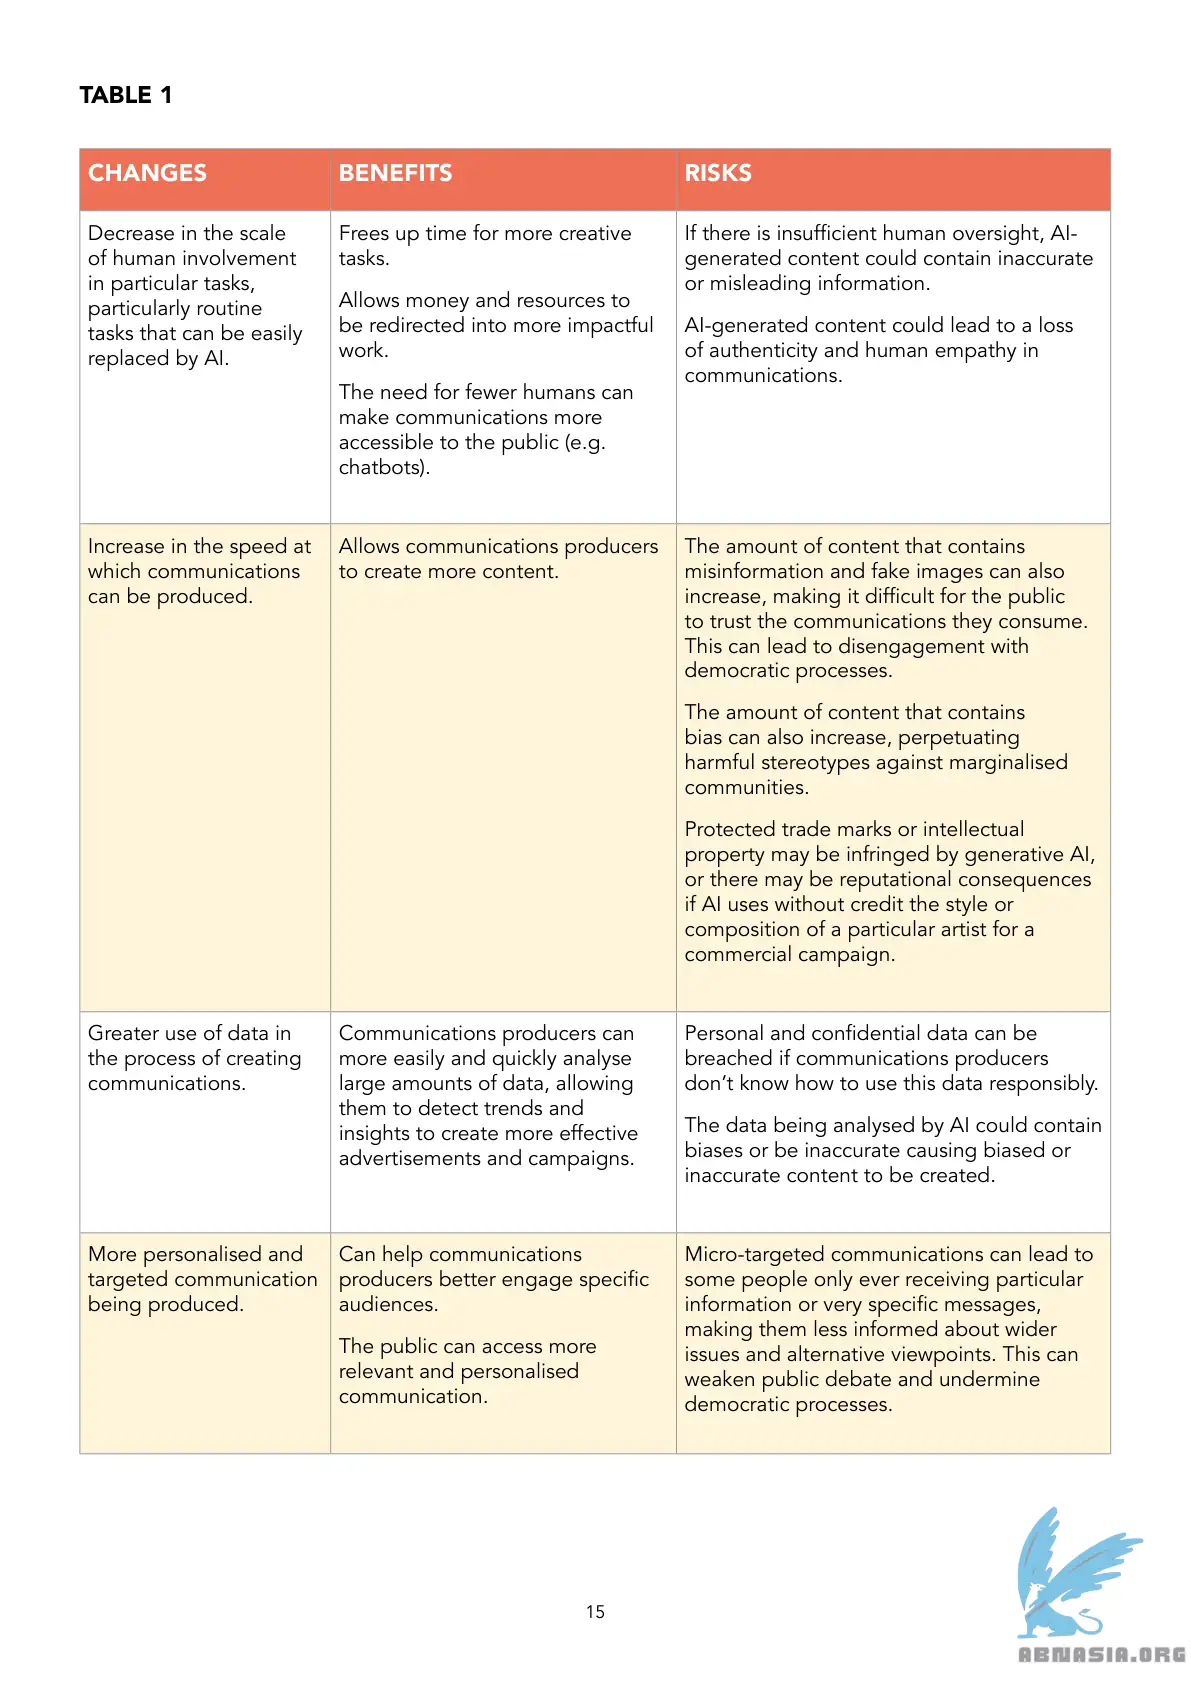 TABLE 1
CHANGES
BENEFITS
RISKS
Decrease in the scale
of human involvement
in particular tasks,
particularly routine
tasks that can be easily
replaced by AI.
Frees up time for more creative
tasks.
Allows money and resources to
be redirected into more impactful
work.
The need for fewer humans can
make communications more
accessible to the public (e.g.
chatbots).
If there is insufficient human oversight, AI-
generated content could contain inaccurate
or misleading information.
AI-generated content could lead to a loss
of authenticity and human empathy in
communications.
Increase in the speed at
which communications
can be produced.
Allows communications producers
to create more content.
The amount of content that contains
misinformation and fake images can also
increase, making it difficult for the public
to trust the communications they consume.
This can lead to disengagement with
democratic processes.
The amount of content that contains
bias can also increase, perpetuating
harmful stereotypes against marginalised
communities.
Protected trade marks or intellectual
property may be infringed by generative AI,
or there may be reputational consequences
if AI uses without credit the style or
composition of a particular artist for a
commercial campaign.
Greater use of data in
the process of creating
communications.
Communications producers can
more easily and quickly analyse
large amounts of data, allowing
them to detect trends and
insights to create more effective
advertisements and campaigns.
Personal and confidential data can be
breached if communications producers
don’t know how to use this data responsibly.
The data being analysed by AI could contain
biases or be inaccurate causing biased or
inaccurate content to be created.
More personalised and
targeted communication
being produced.
Can help communications
producers better engage specific
audiences.
The public can access more
relevant and personalised
communication.
Micro-targeted communications can lead to
some people only ever receiving particular
information or very specific messages,
making them less informed about wider
issues and alternative viewpoints. This can
weaken public debate and undermine
democratic processes.
15
ABNASIA.ORG